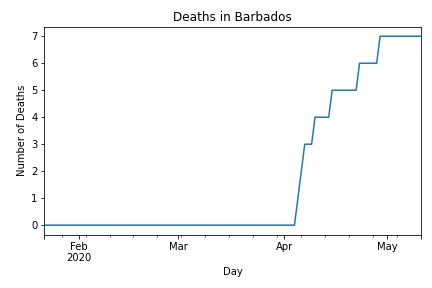 Deaths in Barbados
Number of Deaths
7
6
5
4
3
2
1
0
Feb
2020
Mar
Apr
May
Day